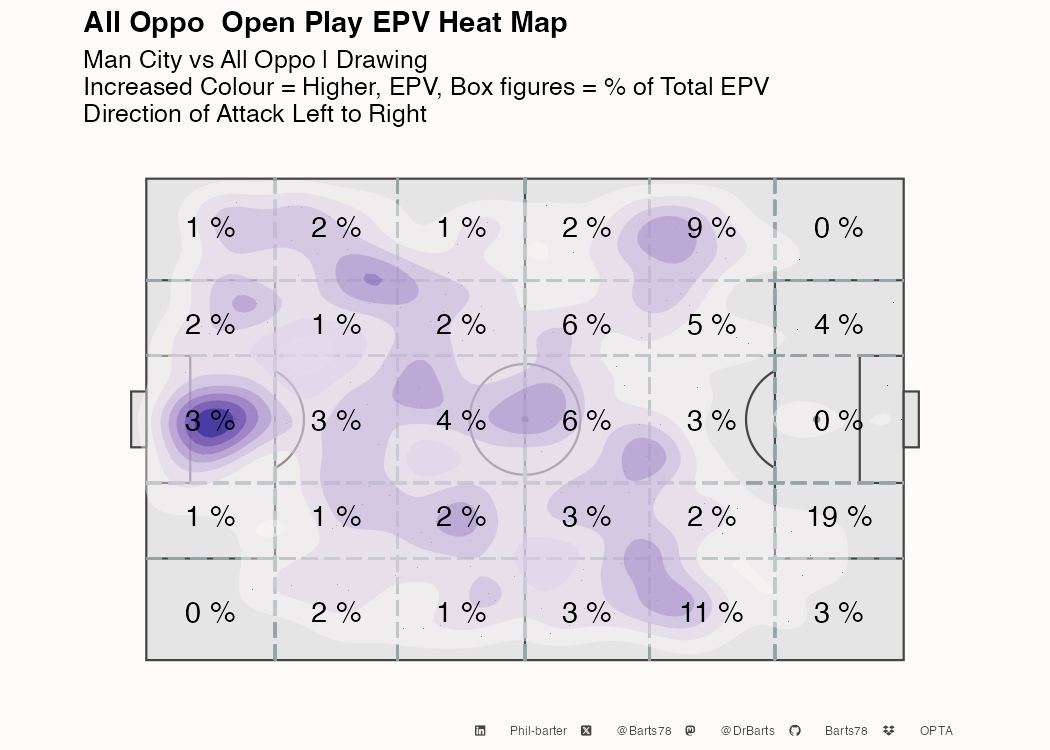 All Oppo  Open Play EPV Heat Map
Man City vs All Oppo | Drawing
Increased Colour = Higher, EPV, Box figures = % of Total EPV
Direction of Attack Left to Right
1 % 2 % 1 % 2 % 9 % 0 %
2 % 1 % 2 % 6 % 5 % 4 %
3 % 3 % 4 % 6 % 3 % 0 %
1 % 1 % 2 % 3 % 2 % 19 %
0 % 2 % 1 % 3 % 11 % 3 %
Phil-barter @Barts78 @DrBarts Barts78 OPTA